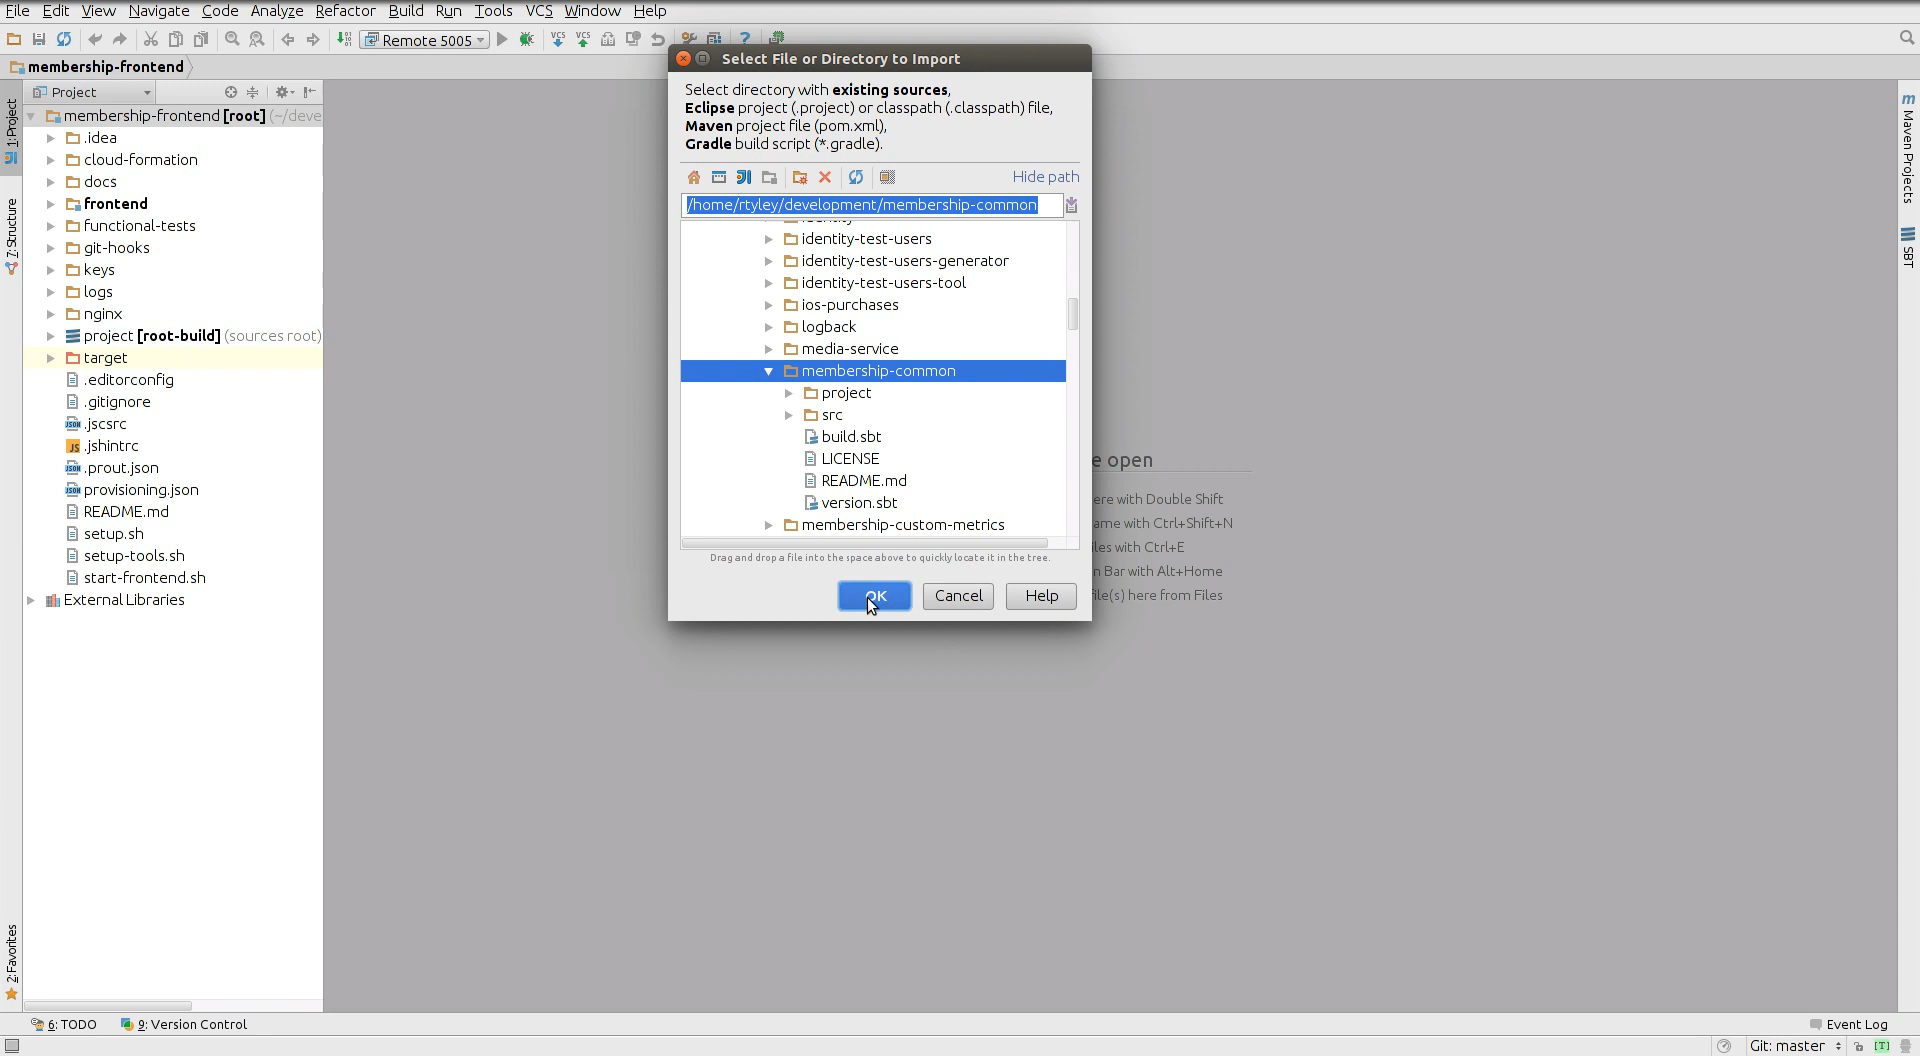 File Edit View Navigate Code Analyze Refactor Build Run Tools VCS Window Help
Remote 5005
membership-frontend
Project
membership-frontend [root] (~/deve
.idea
cloud-formation
docs
frontend
functional-tests
git-hooks
keys
logs
nginx
project [root-build] (sources root)
target
.editorconfig
.gitignore
.jscsrc
.jshintrc
.prout.json
provisioning.json
README.md
setup.sh
setup-tools.sh
start-frontend.sh
External Libraries
1: Project
7: Structure
2: Favorites
Select File or Directory to Import
Select directory with existing sources,
Eclipse project (.project) or classpath (.classpath) file,
Maven project file (pom.xml),
Gradle build script (*.gradle).
Hide path
/home/rtyley/development/membership-common
identity-test-users
identity-test-users-generator
identity-test-users-tool
ios-purchases
logback
media-service
membership-common
project
src
build.sbt
LICENSE
README.md
version.sbt
membership-custom-metrics
Drag and drop a file into the space above to quickly locate it in the tree.
OK Cancel Help
e open
ere with Double Shift
ame with Ctrl+Shift+N
iles with Ctrl+E
n Bar with Alt+Home
file(s) here from Files
Maven Projects
SBT
6: TODO 9: Version Control Event Log
Git: master [T]